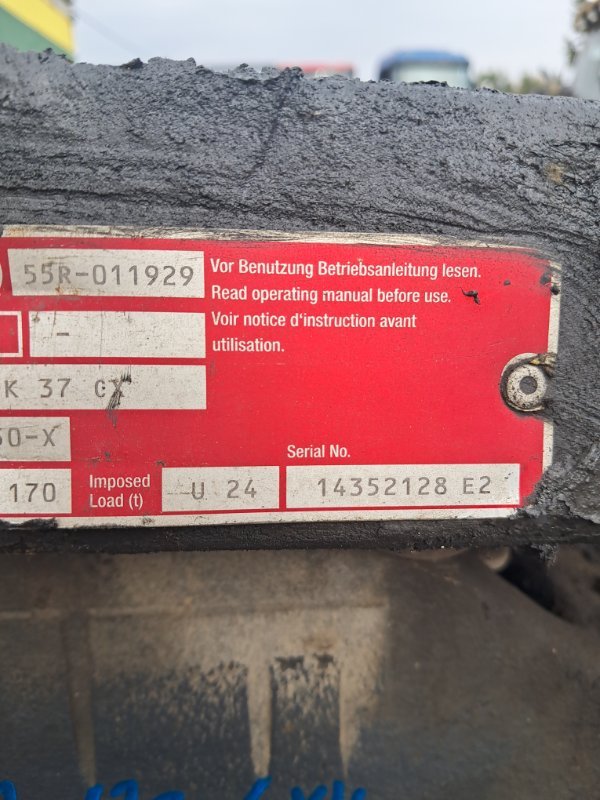 55R-011929
Vor Benutzung Betriebsanleitung lesen.
Read operating manual before use.
Voir notice d'instruction avant
utilisation.
-
K 37 CX
50-X
170
Imposed
Load (t)
U 24
Serial No.
14352128 E2